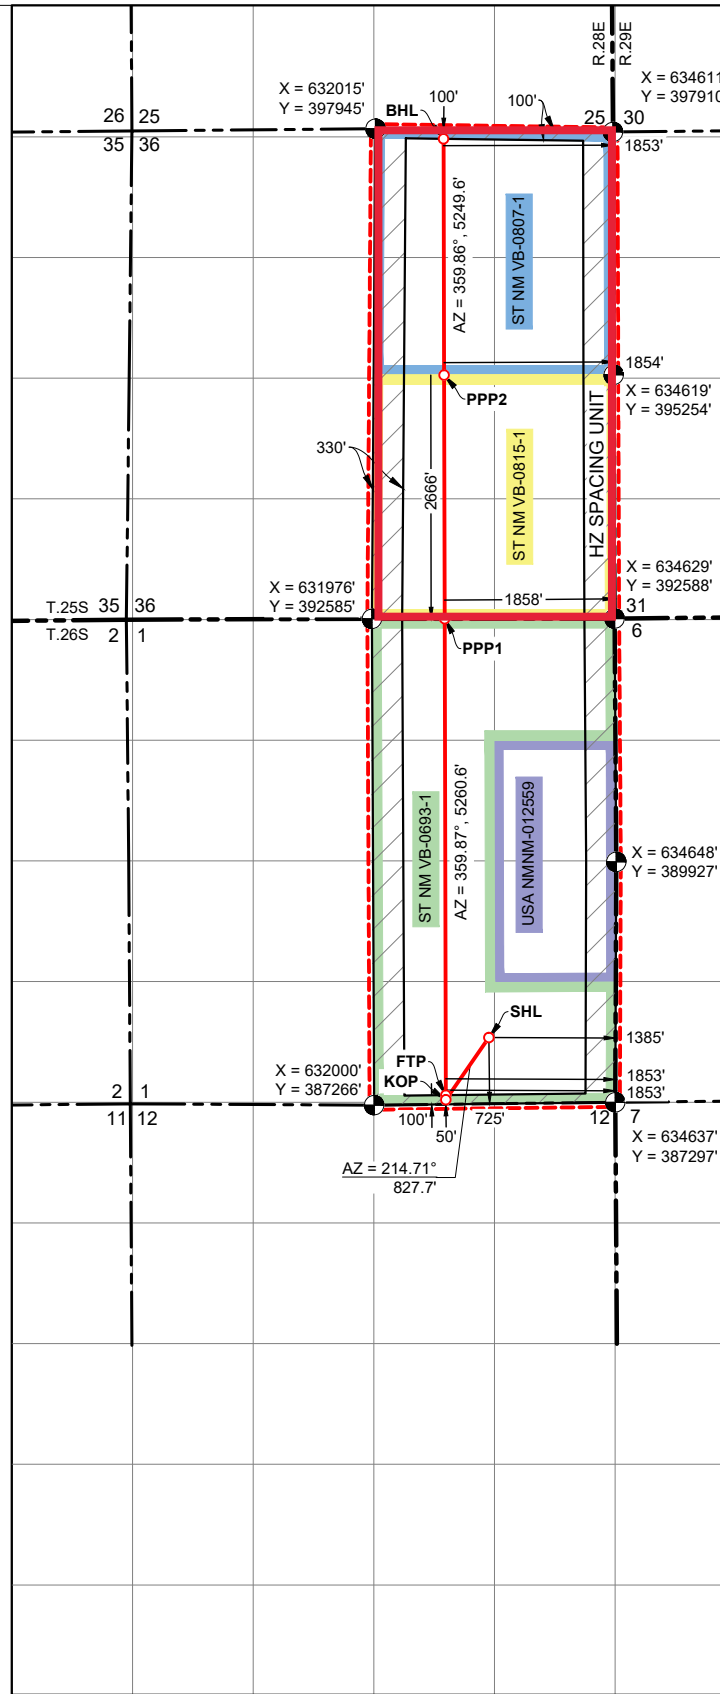 R.28E
R.29E
X = 632015'
Y = 397945'
X = 634611'
Y = 397910'
BHL
100'
100'
26 25
35 36
25 30
1853'
AZ = 359.86°, 5249.6'
ST NM VB-0807-1
1854'
PPP2
X = 634619'
Y = 395254'
330'
2666'
ST NM VB-0815-1
HZ SPACING UNIT
X = 634629'
Y = 392588'
X = 631976'
Y = 392585'
1858'
T.25S 35 36
T.26S 2 1
31
6
PPP1
ST NM VB-0693-1
AZ = 359.87°, 5260.6'
USA NMNM-012559
X = 634648'
Y = 389927'
SHL
1385'
FTP
KOP
X = 632000'
Y = 387266'
1853'
1853'
2 1
11 12
100'
50'
725'
12 7
X = 634637'
Y = 387297'
AZ = 214.71°
827.7'